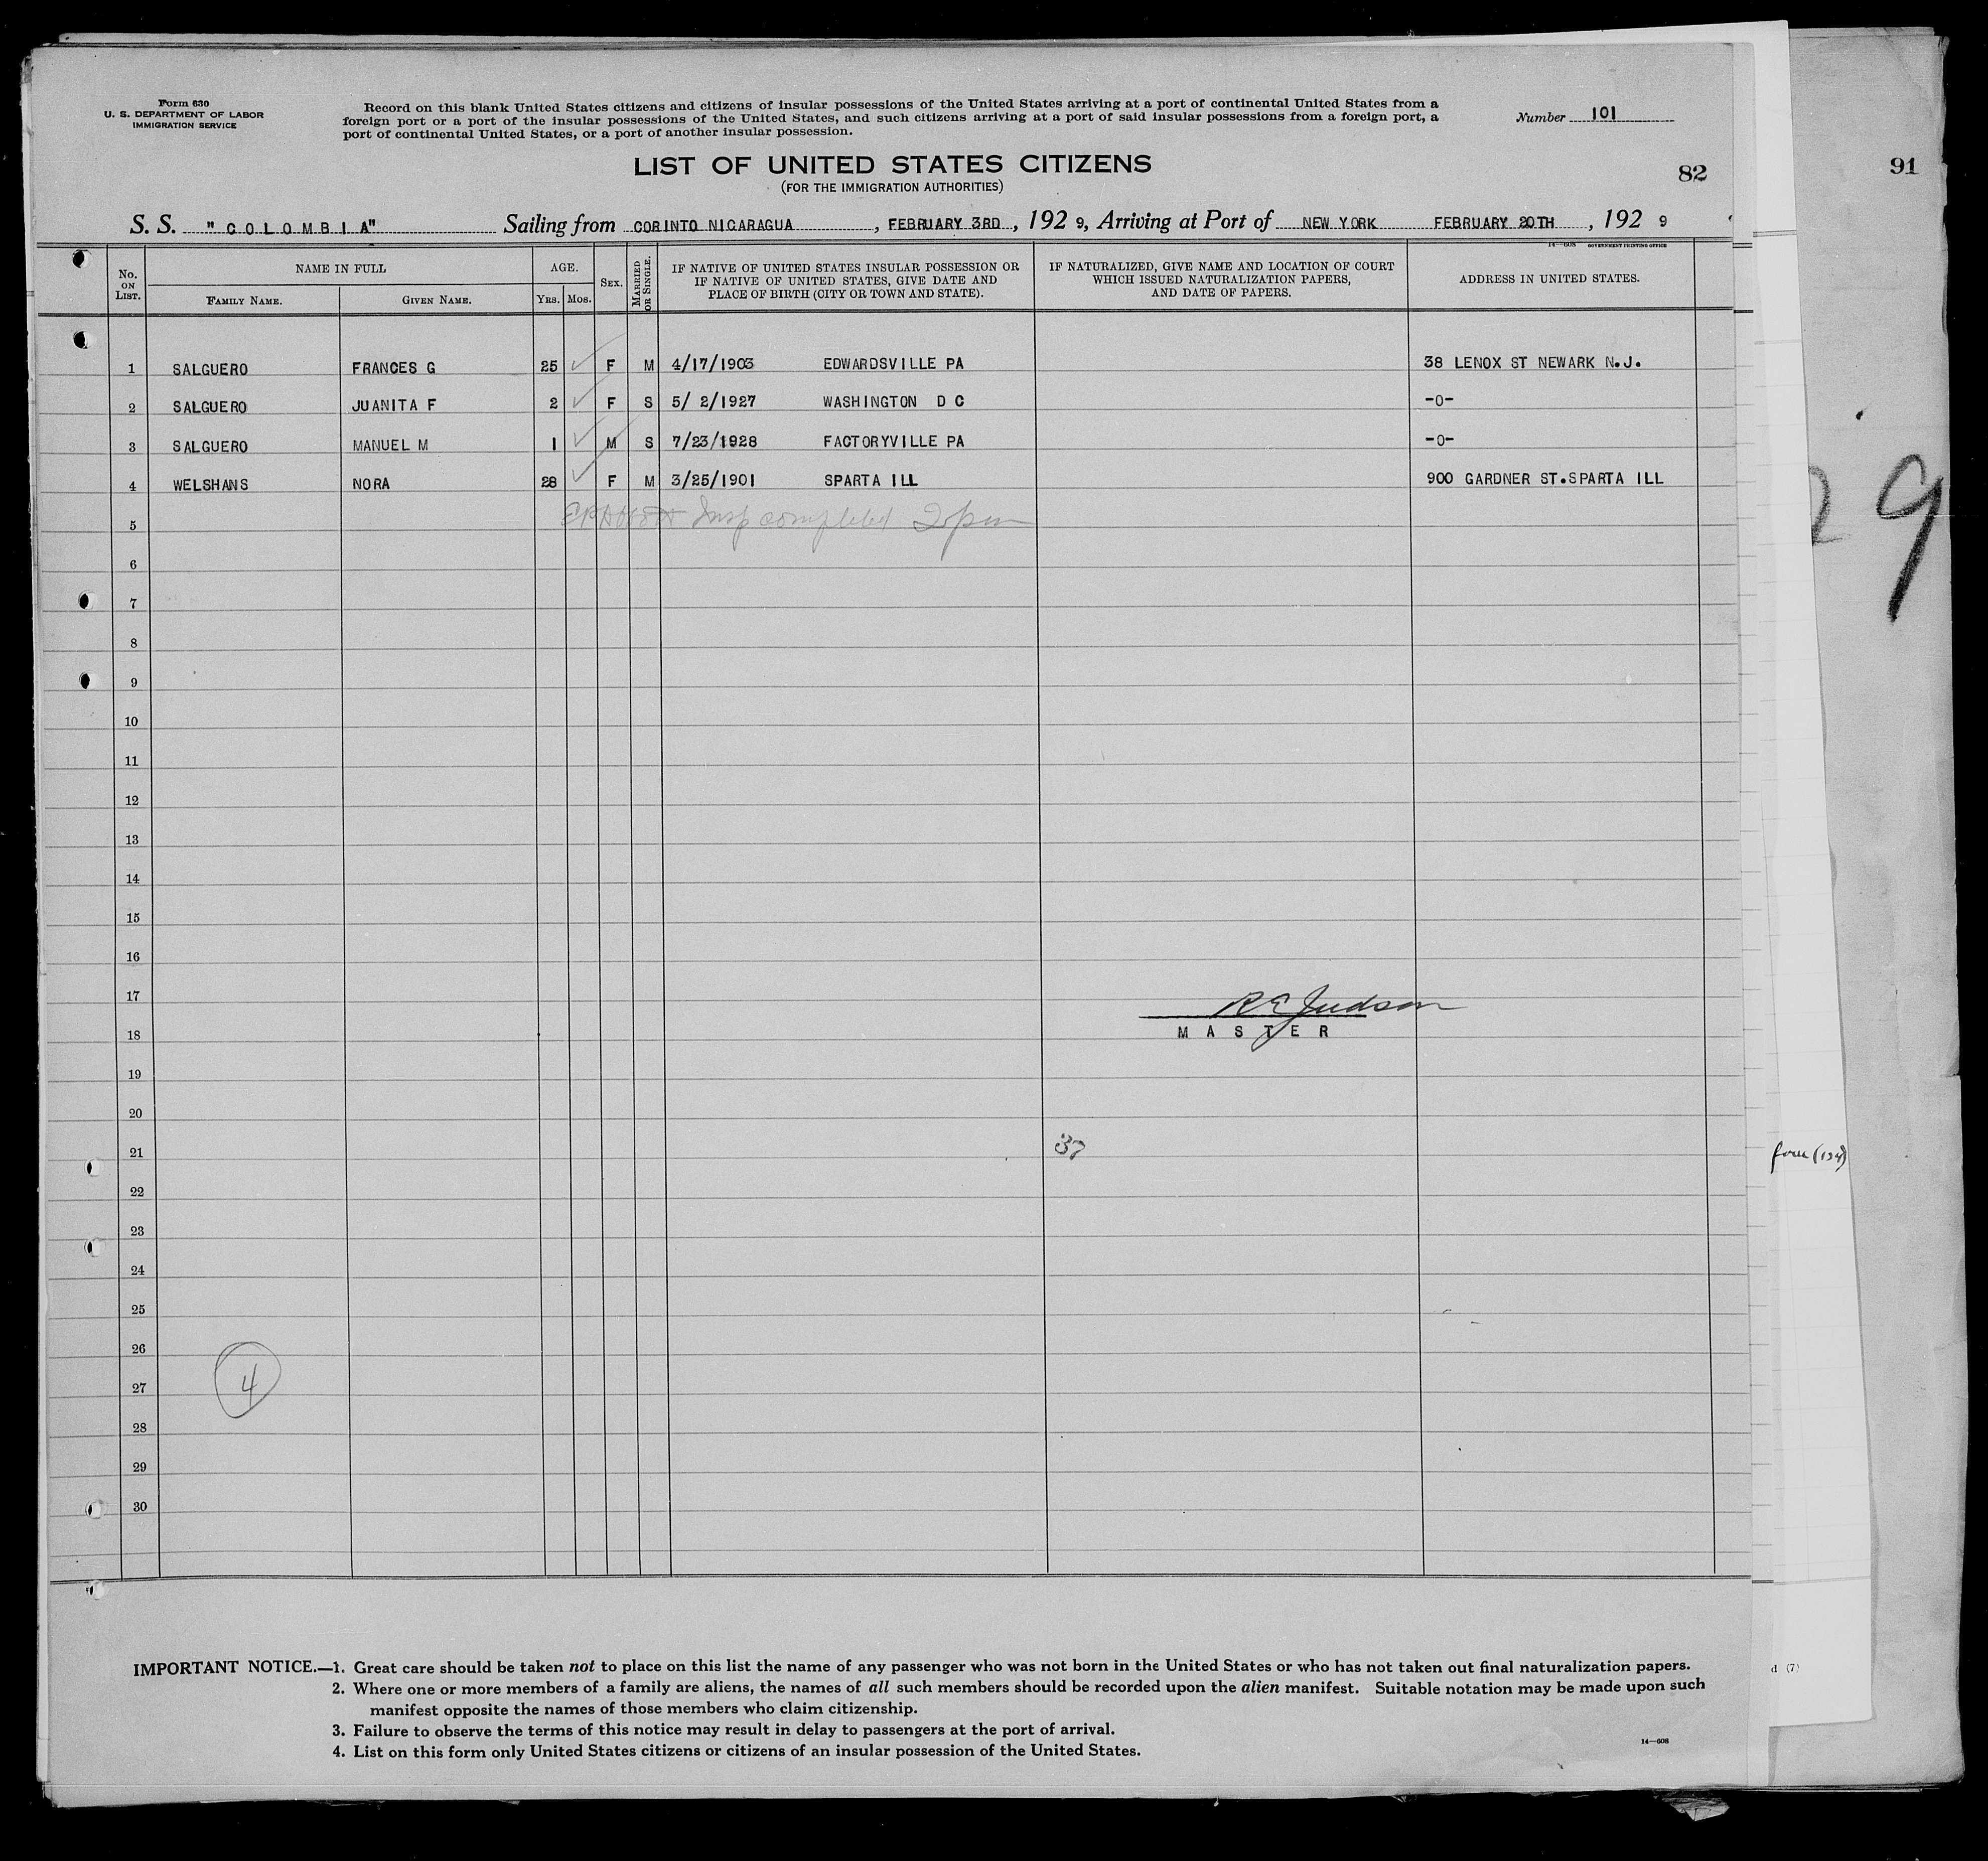 Form 630
U. S. DEPARTMENT OF LABOR
IMMIGRATION SERVICE
Record on this blank United States citizens and citizens of insular possessions of the United States arriving at a port of continental United States from a
foreign port or a port of the insular possessions of the United States, and such citizens arriving at a port of said insular possessions from a foreign port, a
port of continental United States, or a port of another insular possession.
Number 101
LIST OF UNITED STATES CITIZENS
(FOR THE IMMIGRATION AUTHORITIES)
82
91
S. S. "COLOMBIA" Sailing from CORINTO NICARAGUA, FEBRUARY 3RD, 1929, Arriving at Port of NEW YORK FEBRUARY 20TH, 1929
14—608 GOVERNMENT PRINTING OFFICE
No. ON LIST. NAME IN FULL FAMILY NAME. GIVEN NAME. AGE. YRS. MOS. SEX. MARRIED OR SINGLE. IF NATIVE OF UNITED STATES INSULAR POSSESSION OR IF NATIVE OF UNITED STATES, GIVE DATE AND PLACE OF BIRTH (CITY OR TOWN AND STATE). IF NATURALIZED, GIVE NAME AND LOCATION OF COURT WHICH ISSUED NATURALIZATION PAPERS, AND DATE OF PAPERS. ADDRESS IN UNITED STATES.
1 SALGUERO FRANCES G 25 F M 4/17/1903 EDWARDSVILLE PA 38 LENOX ST NEWARK N.J.
2 SALGUERO JUANITA F 2 F S 5/ 2/1927 WASHINGTON D C -0-
3 SALGUERO MANUEL M 1 M S 7/23/1928 FACTORYVILLE PA -0-
4 WELSHANS NORA 28 F M 3/25/1901 SPARTA ILL 900 GARDNER ST.SPARTA ILL
5 Insp completed 2pm
29
6
7
8
9
10
11
12
13
14
15
16
17 R E Judson
18 MASTER
19
20
21 37
22
23
24
25
26
27 4
28
29
30
IMPORTANT NOTICE.—1. Great care should be taken not to place on this list the name of any passenger who was not born in the United States or who has not taken out final naturalization papers.
2. Where one or more members of a family are aliens, the names of all such members should be recorded upon the alien manifest. Suitable notation may be made upon such
manifest opposite the names of those members who claim citizenship.
3. Failure to observe the terms of this notice may result in delay to passengers at the port of arrival.
4. List on this form only United States citizens or citizens of an insular possession of the United States.
14—608
d (7)